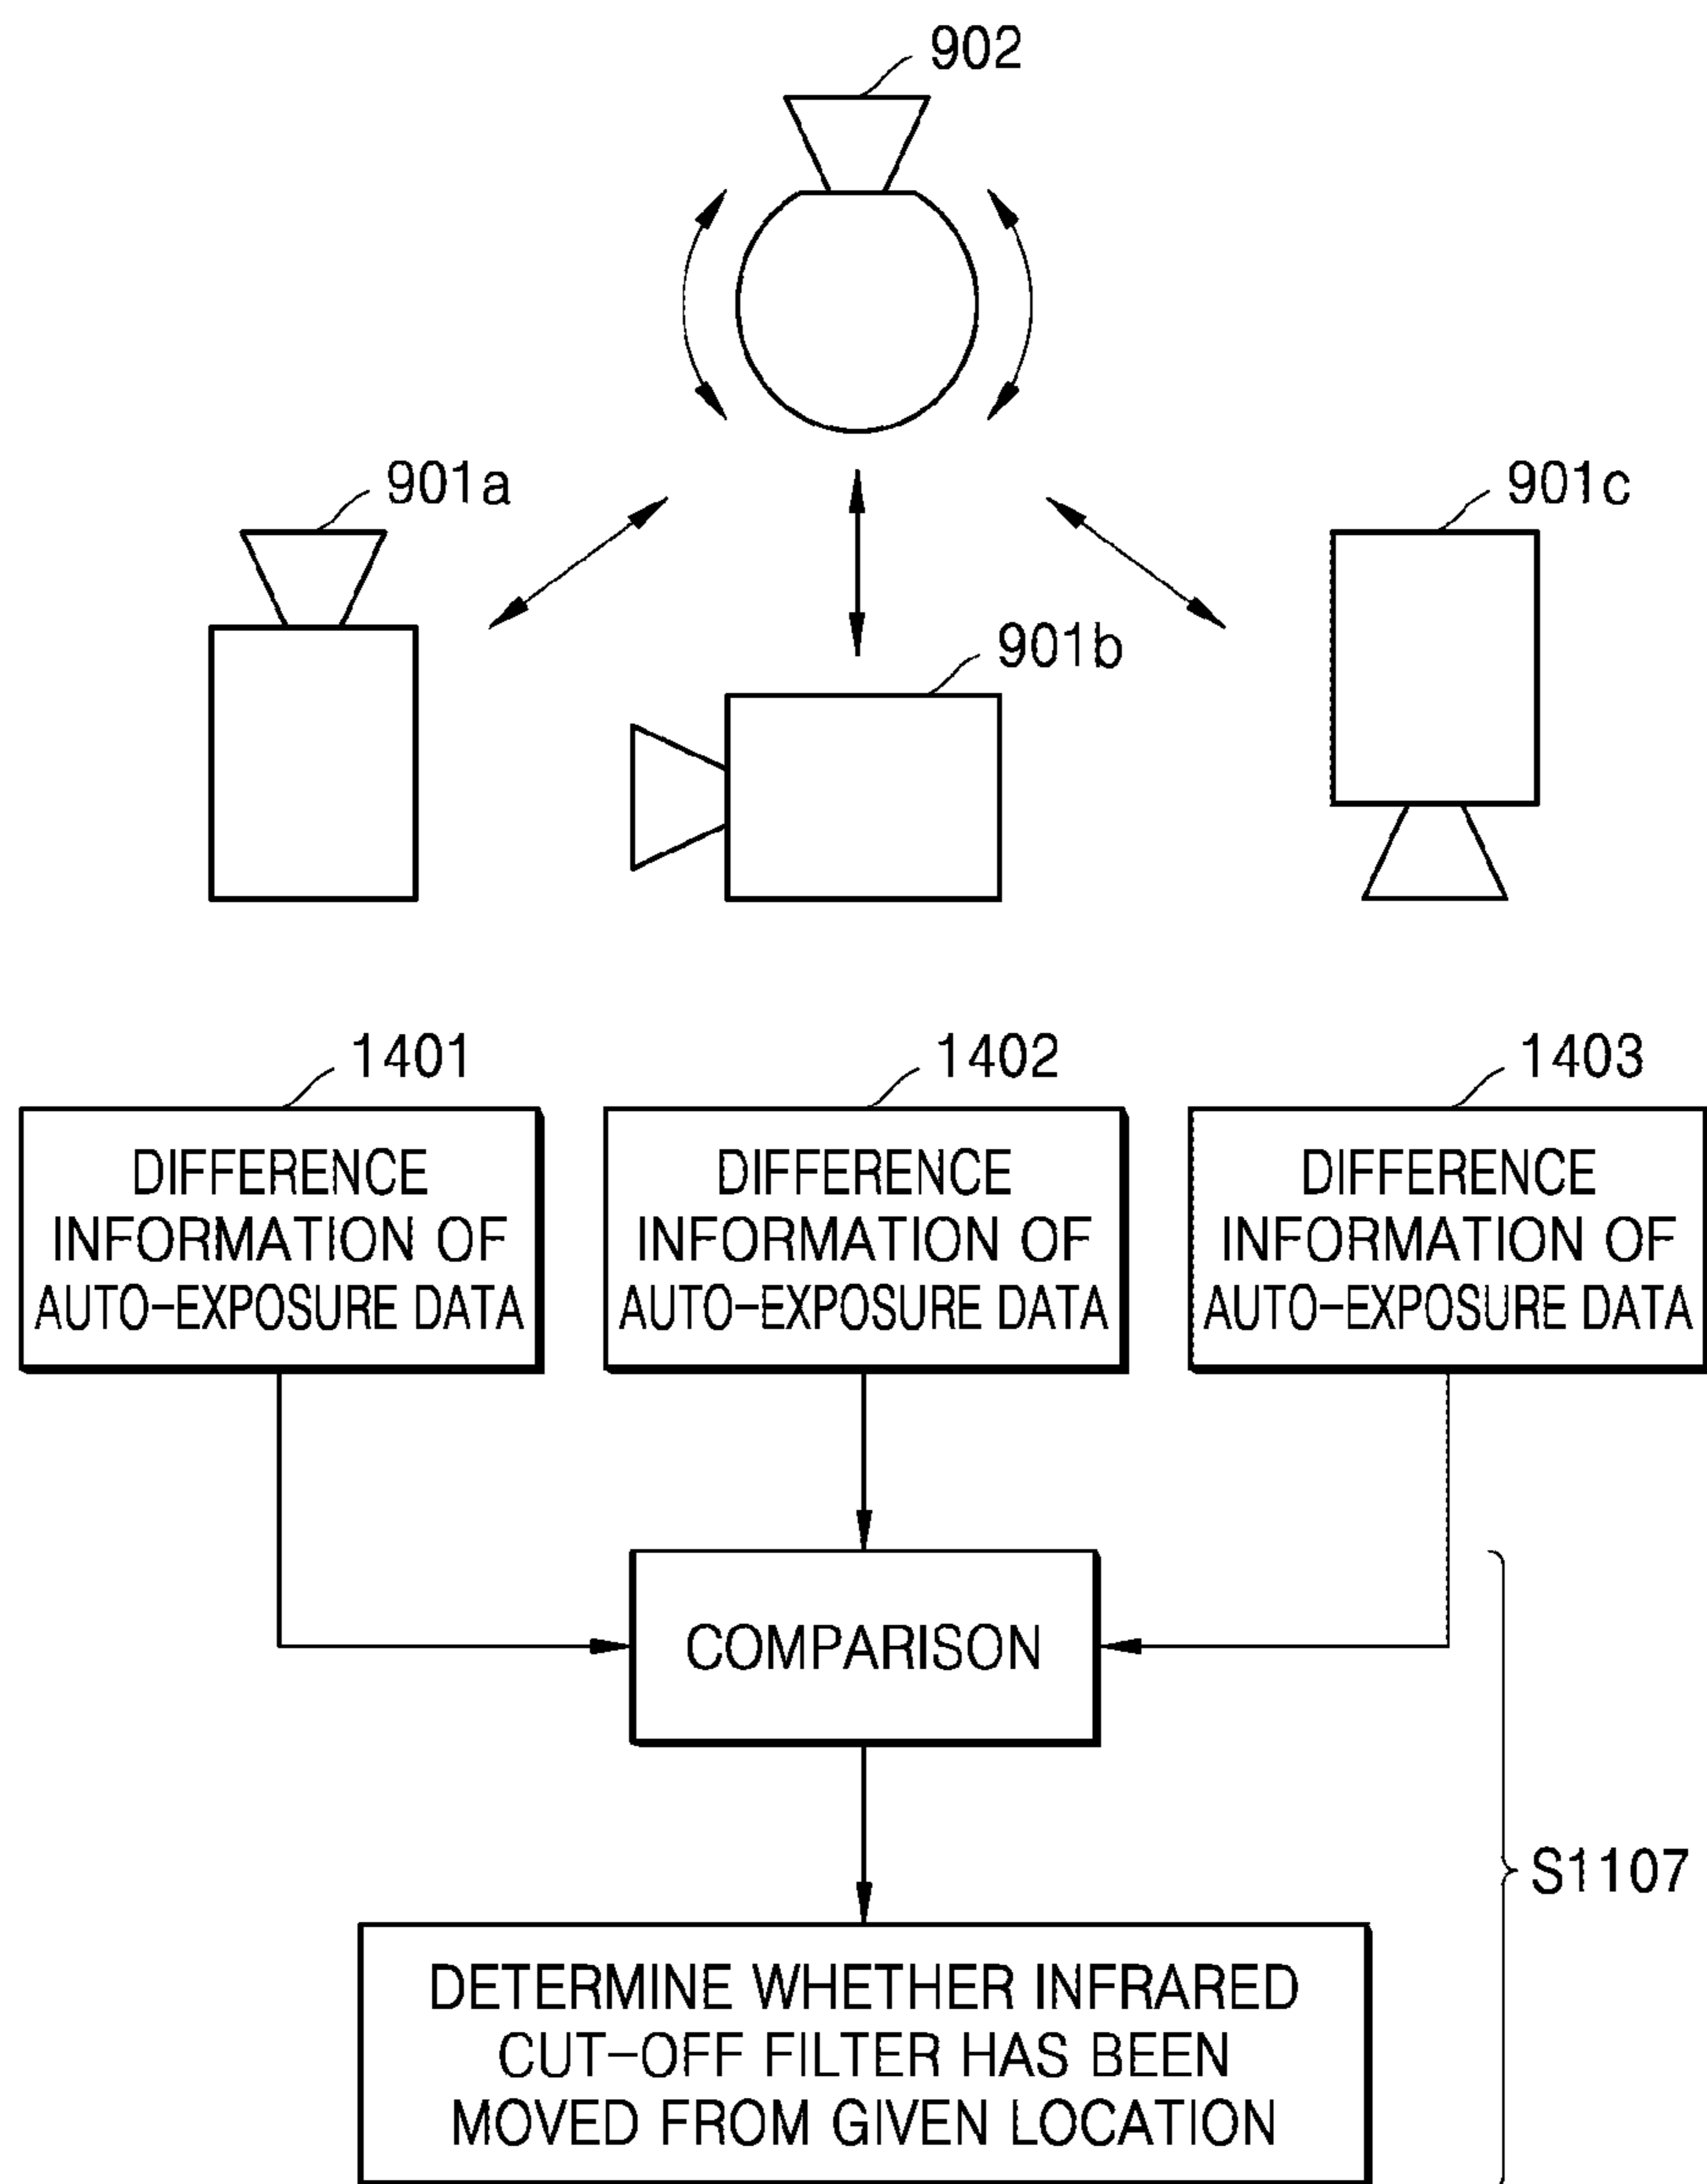 902
901a
901c
901b
1401
1402
1403
DIFFERENCE
INFORMATION OF
AUTO-EXPOSURE DATA
DIFFERENCE
INFORMATION OF
AUTO-EXPOSURE DATA
DIFFERENCE
INFORMATION OF
AUTO-EXPOSURE DATA
COMPARISON
S1107
DETERMINE WHETHER INFRARED
CUT-OFF FILTER HAS BEEN
MOVED FROM GIVEN LOCATION